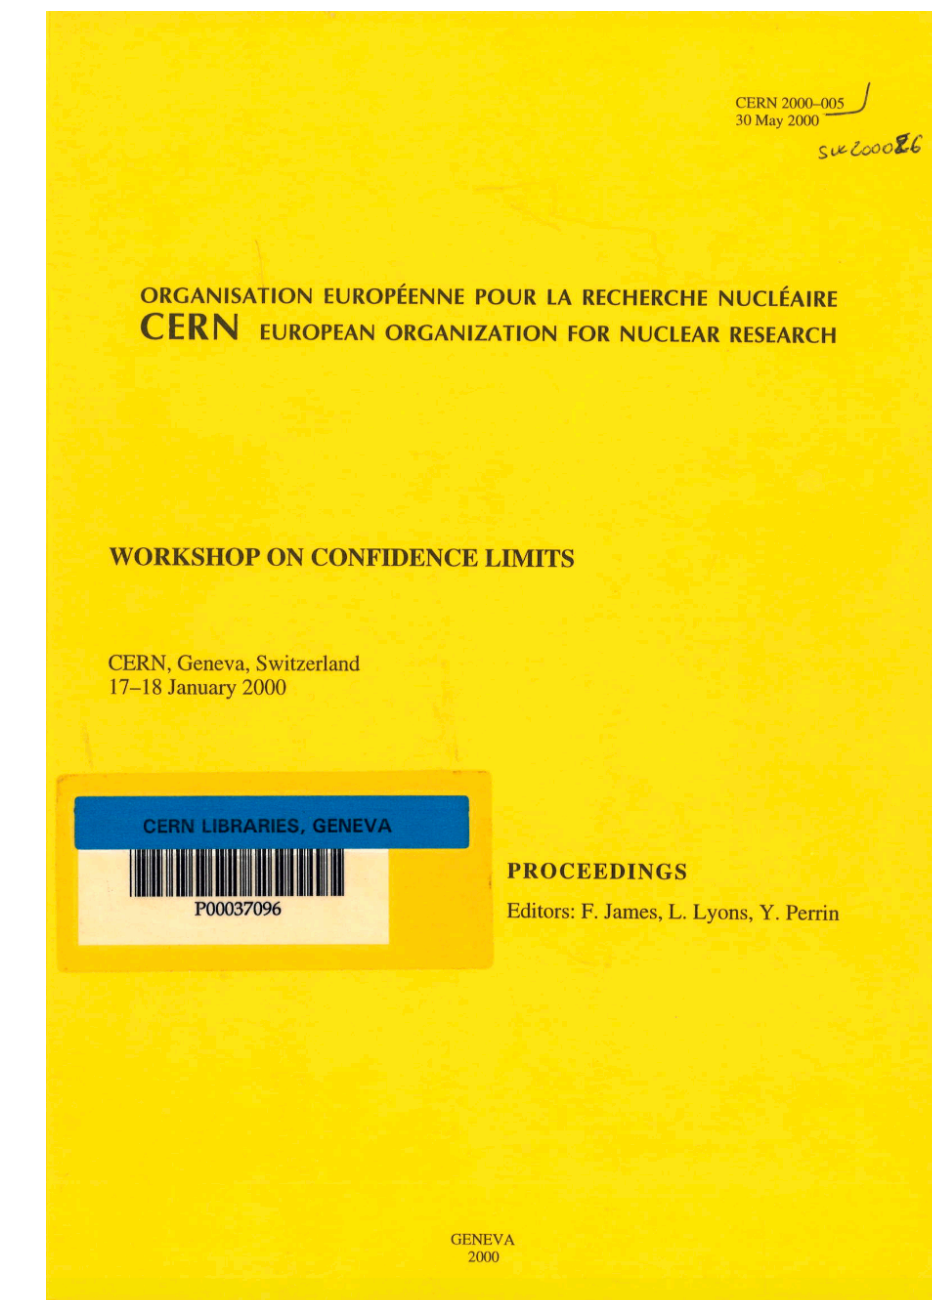 CERN 2000–005
30 May 2000
ORGANISATION EUROPÉENNE POUR LA RECHERCHE NUCLÉAIRE
CERN EUROPEAN ORGANIZATION FOR NUCLEAR RESEARCH
WORKSHOP ON CONFIDENCE LIMITS
CERN, Geneva, Switzerland
17–18 January 2000
CERN LIBRARIES, GENEVA
P00037096
PROCEEDINGS
Editors: F. James, L. Lyons, Y. Perrin
GENEVA
2000